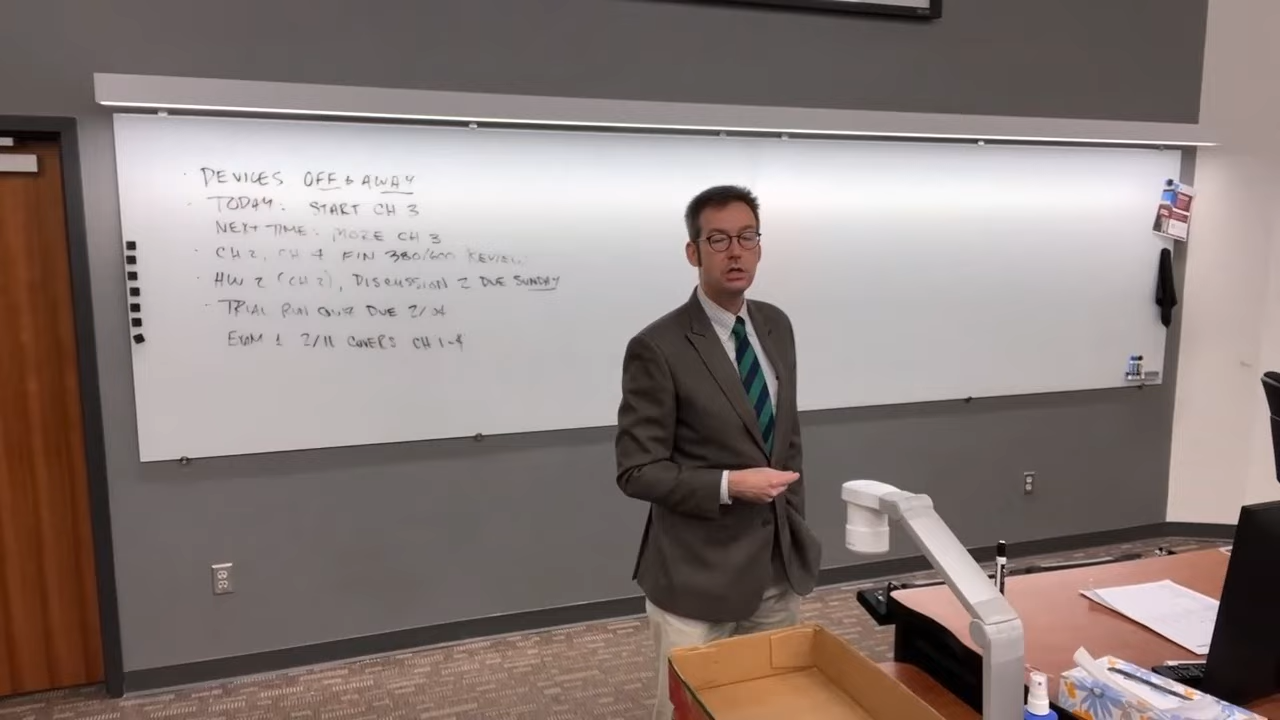 · DEVICES OFF & AWAY
· TODAY: START CH 3
NEXT TIME: MORE CH 3
· CH 2, CH 4 FIN 380/600 REVIEW
· HW 2 (CH 2), DISCUSSION 2 DUE SUNDAY
· TRIAL RUN QUIZ DUE 2/4
EXAM 1 2/11 COVERS CH 1-4